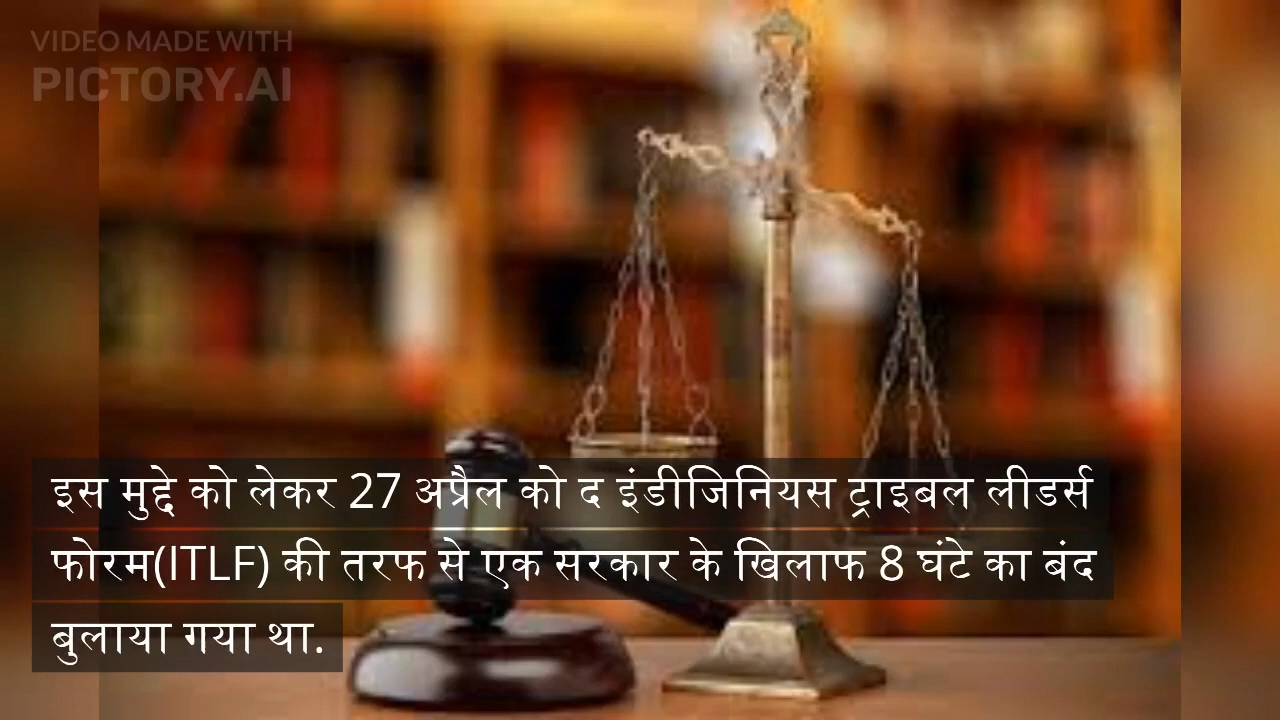 VIDEO MADE WITH
PICTORY.AI
इस मुद्दे को लेकर 27 अप्रैल को द इंडीजिनियस ट्राइबल लीडर्स
फोरम(ITLF) की तरफ से एक सरकार के खिलाफ 8 घंटे का बंद
बुलाया गया था.